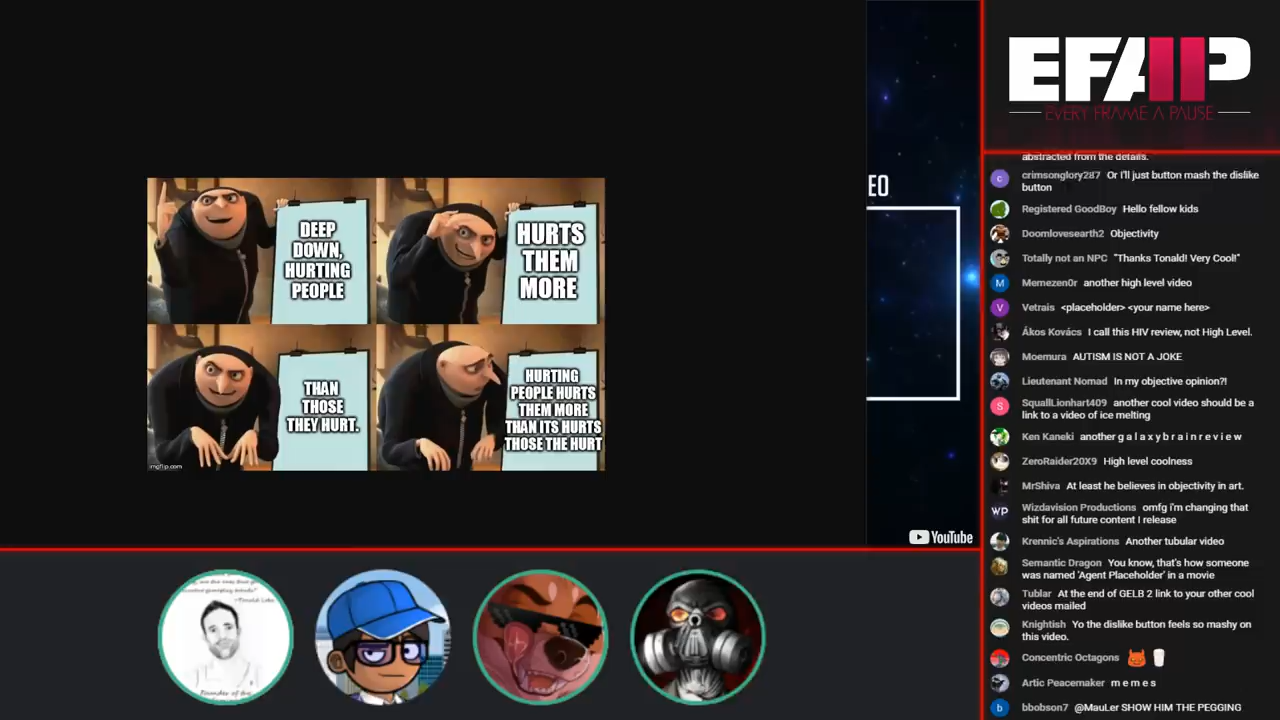 EFAP
EVERY FRAME A PAUSE
EO
DEEP
DOWN,
HURTING
PEOPLE
HURTS
THEM
MORE
THAN
THOSE
THEY HURT.
HURTING
PEOPLE HURTS
THEM MORE
THAN ITS HURTS
THOSE THE HURT
imgflip.com
YouTube
abstracted from the details.
crimsonglory287 Or I'll just button mash the dislike
button
Registered GoodBoy Hello fellow kids
Doomlovesearth2 Objectivity
Totally not an NPC "Thanks Tonald! Very Cool!"
Memezen0r another high level video
Vetrais <placeholder> <your name here>
Ákos Kovács I call this HIV review, not High Level.
Moemura AUTISM IS NOT A JOKE
Lieutenant Nomad In my objective opinion?!
SquallLionhart409 another cool video should be a
link to a video of ice melting
Ken Kaneki another g a l a x y b r a i n r e v i e w
ZeroRaider20X9 High level coolness
MrShiva At least he believes in objectivity in art.
Wizdavision Productions omfg i'm changing that
shit for all future content I release
Krennic's Aspirations Another tubular video
Semantic Dragon You know, that's how someone
was named 'Agent Placeholder' in a movie
Tublar At the end of GELB 2 link to your other cool
videos mailed
Knightish Yo the dislike button feels so mashy on
this video.
Concentric Octagons
Artic Peacemaker m e m e s
bbobson7 @MauLer SHOW HIM THE PEGGING
c
M
V
S
WP
b